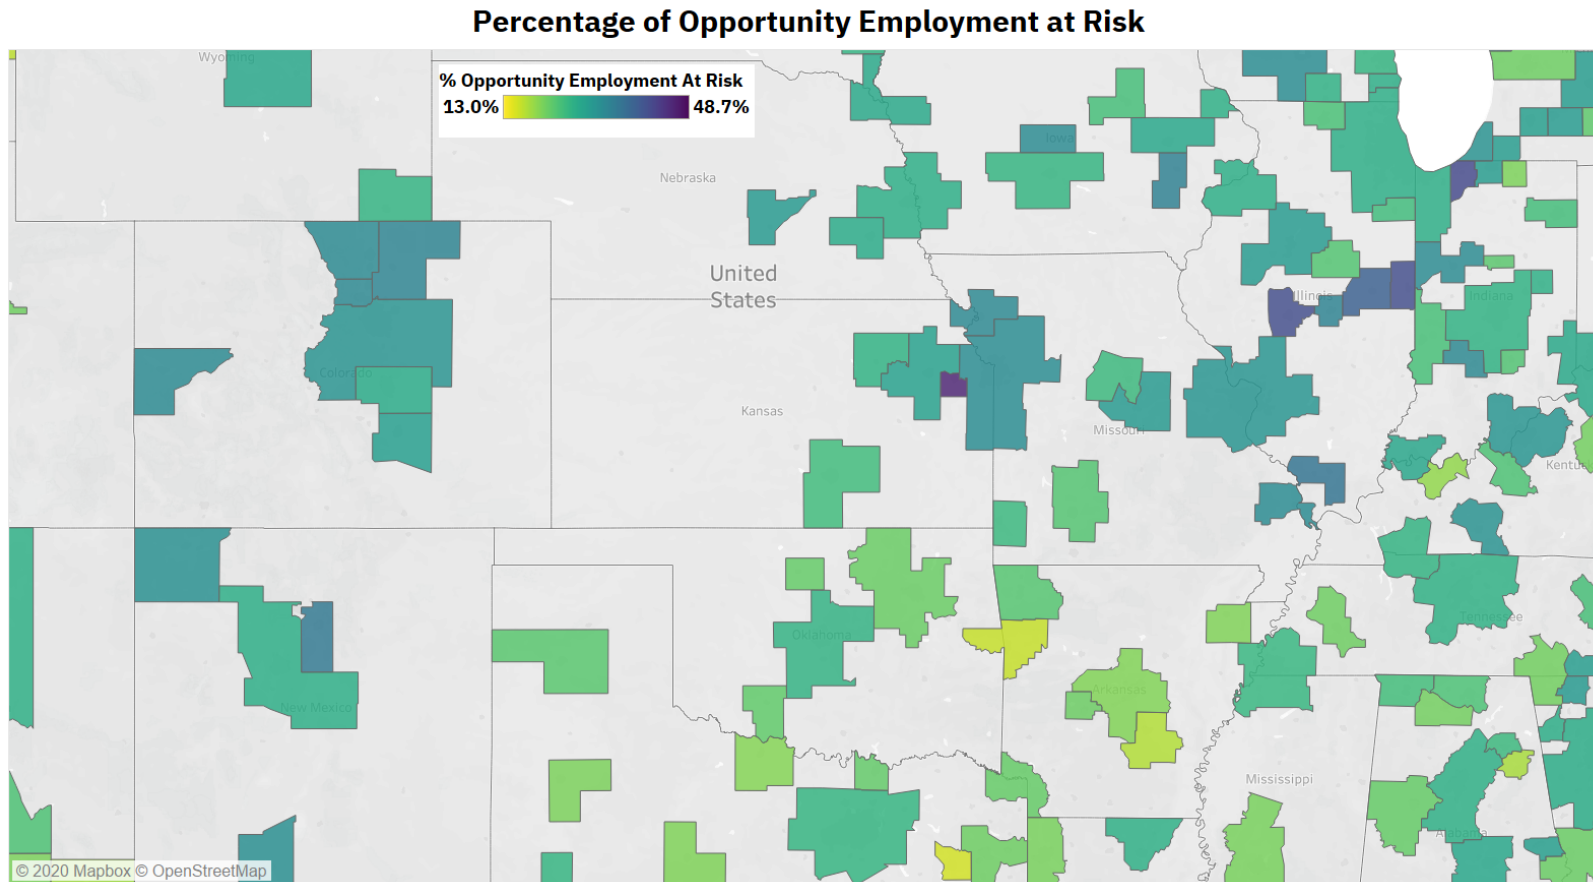 Percentage of Opportunity Employment at Risk
Wyoming
% Opportunity Employment At Risk
13.0% 48.7%
Iowa
Nebraska
United
States
Illinois
Indiana
Colorado
Kansas
Missouri
Kentu
Oklahoma
Tennessee
New Mexico
Arkansas
Mississippi
Alabama
© 2020 Mapbox © OpenStreetMap